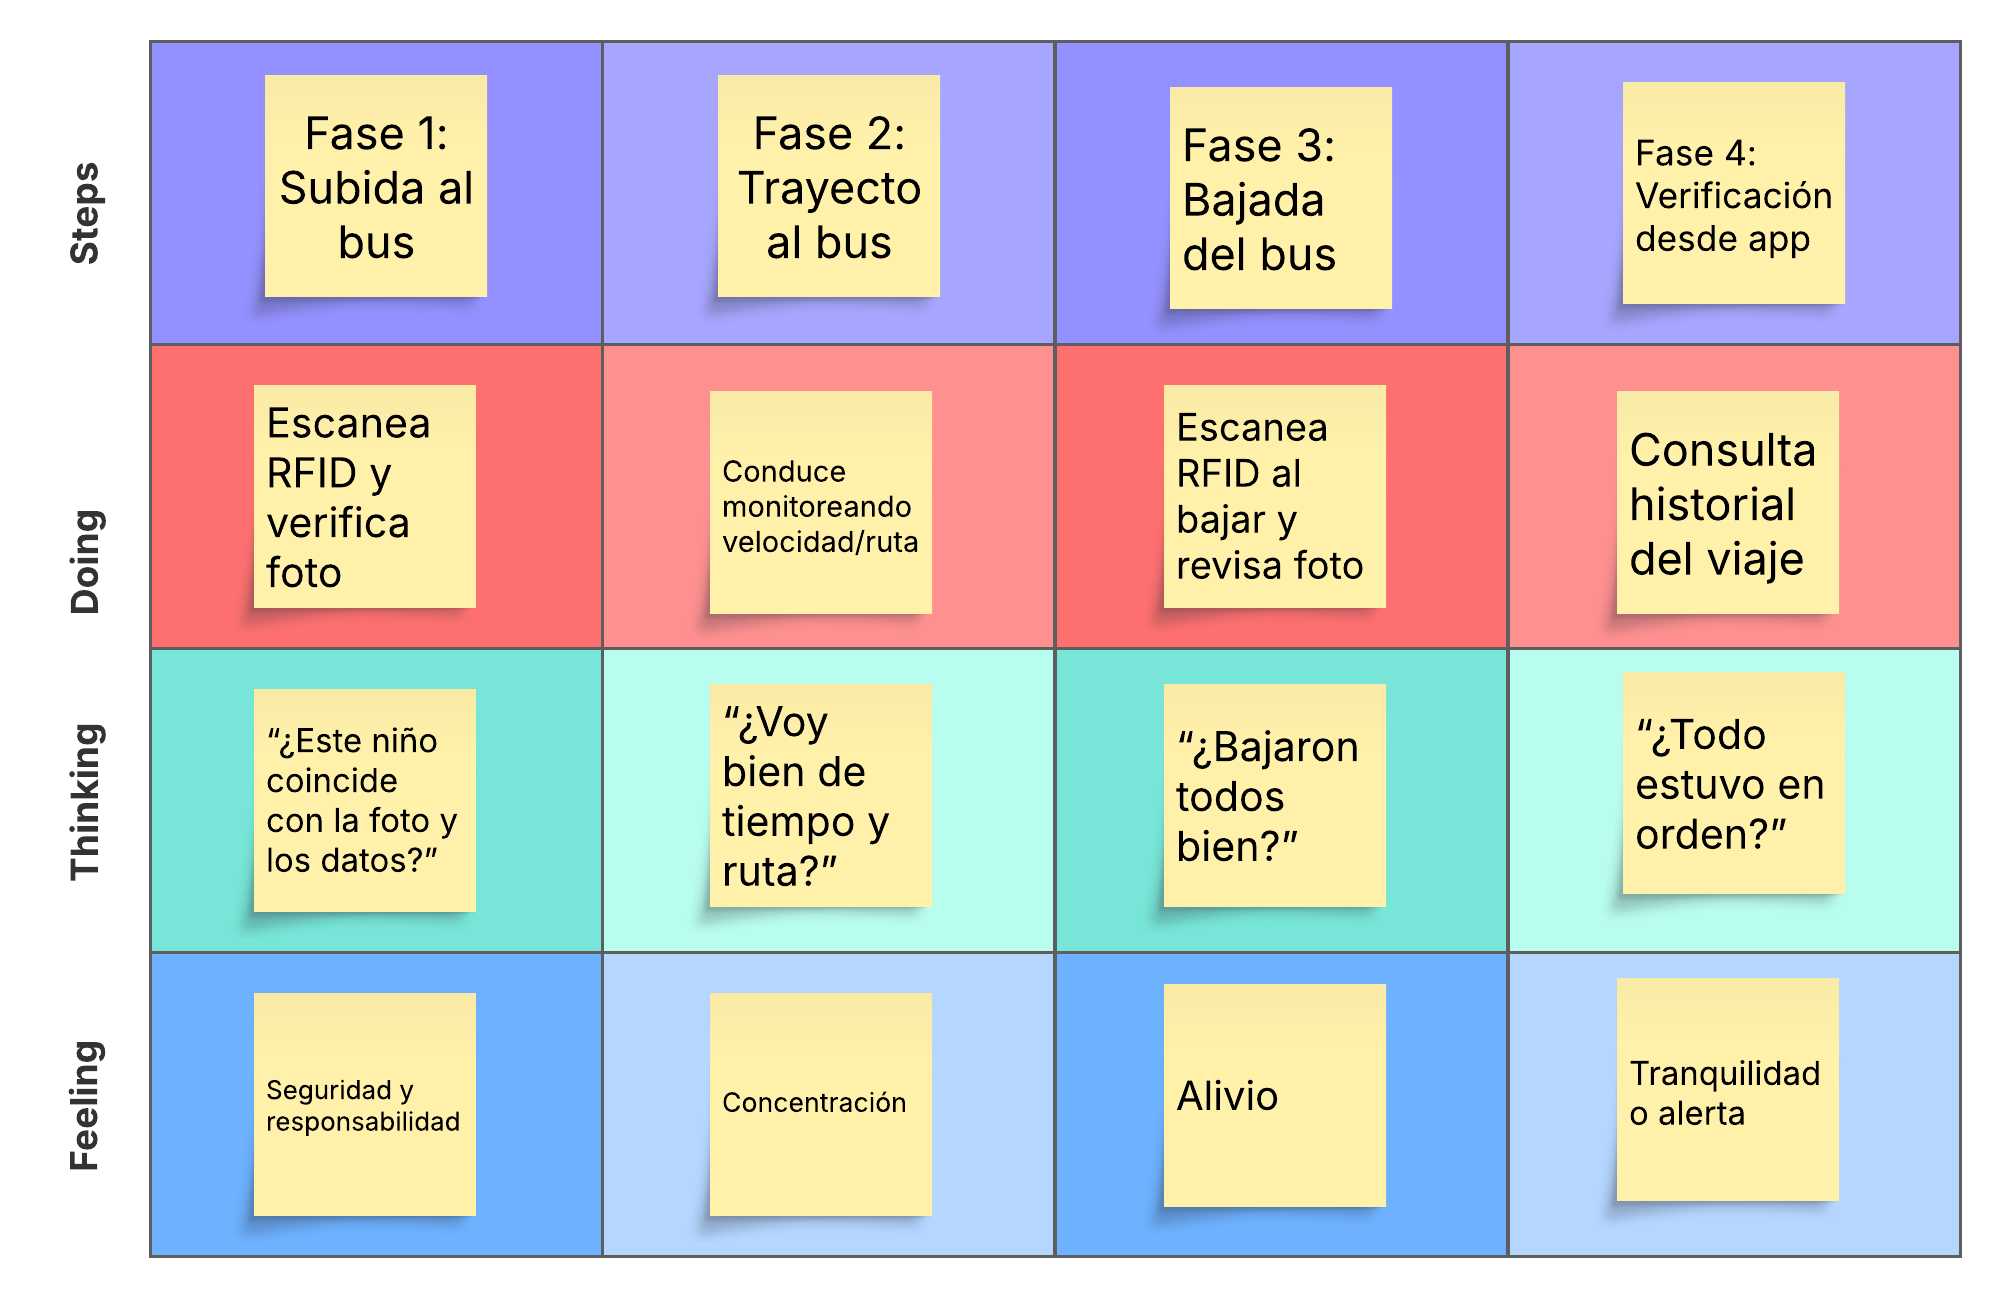 Steps
Fase 1:
Subida al
bus
Fase 2:
Trayecto
al bus
Fase 3:
Bajada
del bus
Fase 4:
Verificación
desde app
Doing
Escanea
RFID y
verifica
foto
Conduce
monitoreando
velocidad/ruta
Escanea
RFID al
bajar y
revisa foto
Consulta
historial
del viaje
Thinking
“¿Este niño
coincide
con la foto y
los datos?”
“¿Voy
bien de
tiempo y
ruta?”
“¿Bajaron
todos
bien?”
“¿Todo
estuvo en
orden?”
Feeling
Seguridad y
responsabilidad
Concentración
Alivio
Tranquilidad
o alerta